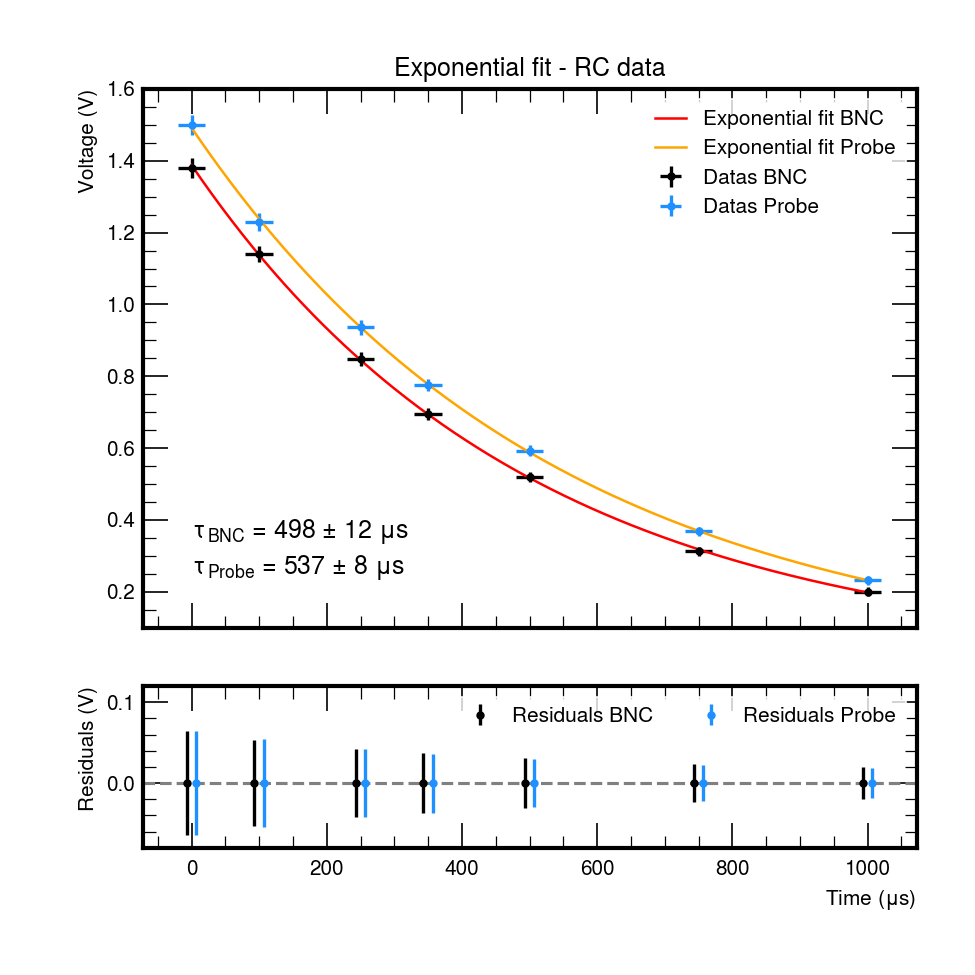 Exponential fit - RC data
Voltage (V)
1.6
1.4
1.2
1.0
0.8
0.6
0.4
0.2
Exponential fit BNC
Exponential fit Probe
Datas BNC
Datas Probe
τ BNC = 498 ± 12 µs
τ Probe = 537 ± 8 µs
Residuals (V)
0.1
0.0
Residuals BNC
Residuals Probe
0 200 400 600 800 1000
Time (µs)